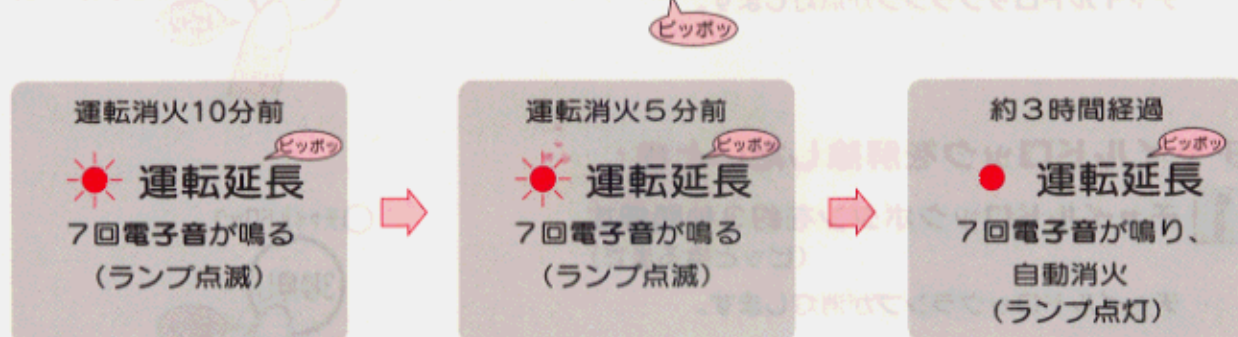 ピッポッ
運転消火10分前
ピッポッ
運転延長
7回電子音が鳴る
(ランプ点滅)
運転消火5分前
ピッポッ
運転延長
7回電子音が鳴る
(ランプ点滅)
約3時間経過
ピッポッ
運転延長
7回電子音が鳴り、
自動消火
(ランプ点灯)